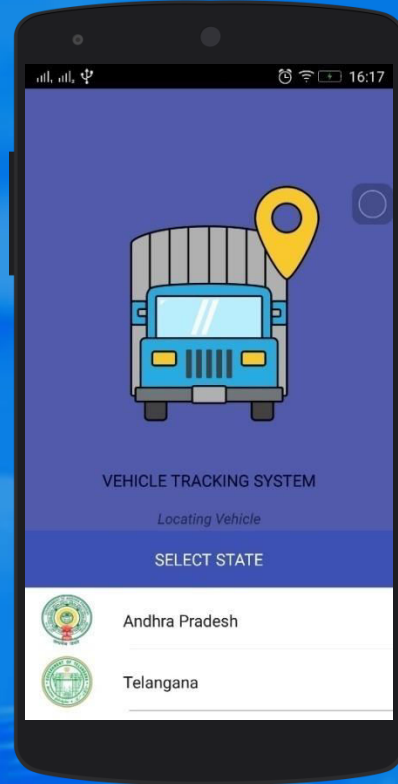 16:17
VEHICLE TRACKING SYSTEM
Locating Vehicle
SELECT STATE
Andhra Pradesh
Telangana